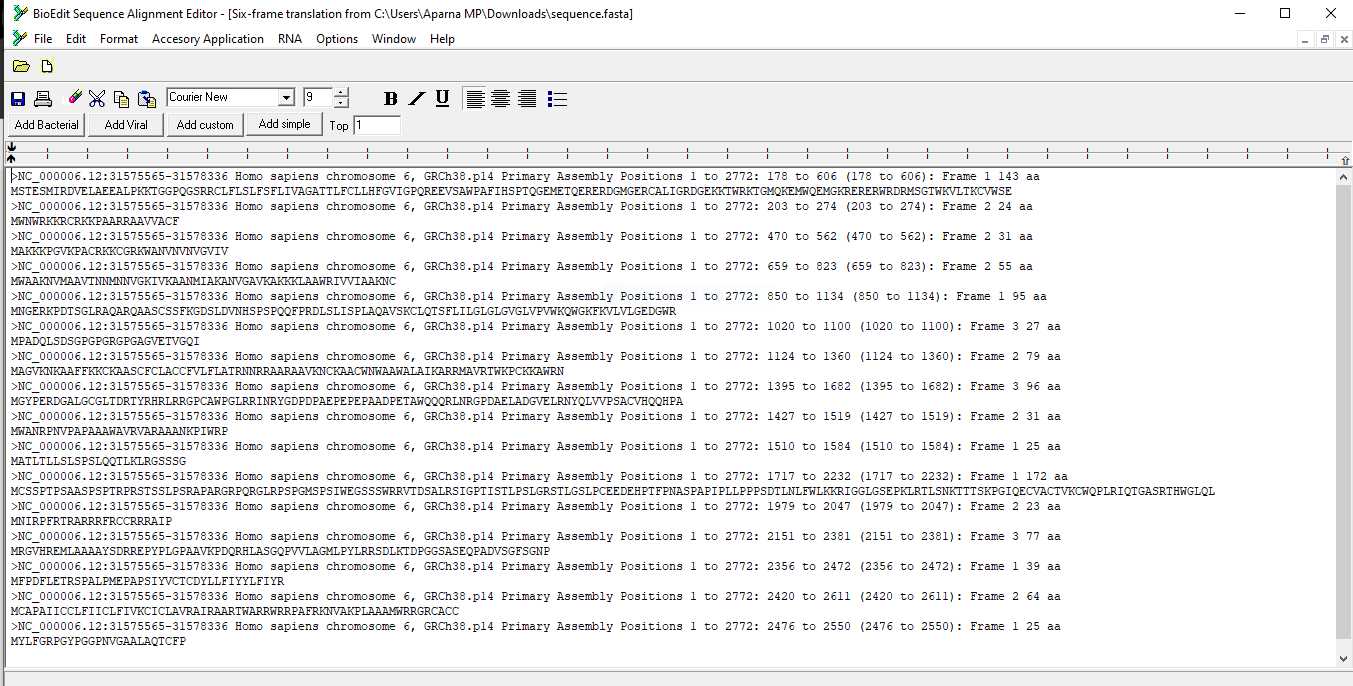 BioEdit Sequence Alignment Editor - [Six-frame translation from C:\Users\Aparna MP\Downloads\sequence.fasta]
File Edit Format Accesory Application RNA Options Window Help
Courier New 9 B I U
Add Bacterial Add Viral Add custom Add simple Top 1
>NC_000006.12:31575565-31578336 Homo sapiens chromosome 6, GRCh38.p14 Primary Assembly Positions 1 to 2772: 178 to 606 (178 to 606): Frame 1 143 aa
MSTESMIRDVELAEEALPKKTGGPQGSRRCLFLSLFSFLIVAGATTLFCLLHFGVIGPQREEVSAWPAFIHSPTQGEMETQERERDGMGERCALIGRDGEKKTWRKTGMQKEMWQEMGKRERERWRDRMSGTWKVLTKCVWSE
>NC_000006.12:31575565-31578336 Homo sapiens chromosome 6, GRCh38.p14 Primary Assembly Positions 1 to 2772: 203 to 274 (203 to 274): Frame 2 24 aa
MWNWRKKRCRKKPAARRAAVVACF
>NC_000006.12:31575565-31578336 Homo sapiens chromosome 6, GRCh38.p14 Primary Assembly Positions 1 to 2772: 470 to 562 (470 to 562): Frame 2 31 aa
MAKKKPGVKPACRKKCGRKWANVNVNVGVIV
>NC_000006.12:31575565-31578336 Homo sapiens chromosome 6, GRCh38.p14 Primary Assembly Positions 1 to 2772: 659 to 823 (659 to 823): Frame 2 55 aa
MWAAKNVMAAVTNNMNNVGKIVKAANMIAKANVGAVKAKKKLAAWRIVVIAAKNC
>NC_000006.12:31575565-31578336 Homo sapiens chromosome 6, GRCh38.p14 Primary Assembly Positions 1 to 2772: 850 to 1134 (850 to 1134): Frame 1 95 aa
MNGERKPDTSGLRAQARQAASCSSFKGDSLDVNHSPSPQQFPRDLSLISPLAQAVSKCLQTSFLILGLGLGVGLVPVWKQWGKFKVLVLGEDGWR
>NC_000006.12:31575565-31578336 Homo sapiens chromosome 6, GRCh38.p14 Primary Assembly Positions 1 to 2772: 1020 to 1100 (1020 to 1100): Frame 3 27 aa
MPADQLSDSGPGPGRGPGAGVETVGQI
>NC_000006.12:31575565-31578336 Homo sapiens chromosome 6, GRCh38.p14 Primary Assembly Positions 1 to 2772: 1124 to 1360 (1124 to 1360): Frame 2 79 aa
MAGVKNKAAFFKKCKAASCFCLACCFVLFLATRNNRRAARAAVKNCKAACWNWAAWALAIKARRMAVRTWKPCKKAWRN
>NC_000006.12:31575565-31578336 Homo sapiens chromosome 6, GRCh38.p14 Primary Assembly Positions 1 to 2772: 1395 to 1682 (1395 to 1682): Frame 3 96 aa
MGYPERDGALGCGLTDRTYRHRLRRGPCAWPGLRRINRYGDPDPAEPEPEPAADPETAWQQQRLNRGPDAELADGVELRNYQLVVPSACVHQQHPA
>NC_000006.12:31575565-31578336 Homo sapiens chromosome 6, GRCh38.p14 Primary Assembly Positions 1 to 2772: 1427 to 1519 (1427 to 1519): Frame 2 31 aa
MWANRPNVPAPAAAWAVRVARAAANKPIWRP
>NC_000006.12:31575565-31578336 Homo sapiens chromosome 6, GRCh38.p14 Primary Assembly Positions 1 to 2772: 1510 to 1584 (1510 to 1584): Frame 1 25 aa
MATLTLLSLSPSLQQTLKLRGSSSG
>NC_000006.12:31575565-31578336 Homo sapiens chromosome 6, GRCh38.p14 Primary Assembly Positions 1 to 2772: 1717 to 2232 (1717 to 2232): Frame 1 172 aa
MCSSPTPSAASPSPTRPRSTSSLPSRAPARGRPQRGLRPSPGMSPSIWEGSSSWRRVTDSALRSIGPTISTLPSLGRSTLGSLPCEEDEHPTFPNASPAPIPLLPPPSDTLNLFWLKKRIGGLGSEPKLRTLSNKTTTSKPGIQECVACTVKCWQPLRIQTGASRTHWGLQL
>NC_000006.12:31575565-31578336 Homo sapiens chromosome 6, GRCh38.p14 Primary Assembly Positions 1 to 2772: 1979 to 2047 (1979 to 2047): Frame 2 23 aa
MNIRPFRTRARRRFRCCRRRAIP
>NC_000006.12:31575565-31578336 Homo sapiens chromosome 6, GRCh38.p14 Primary Assembly Positions 1 to 2772: 2151 to 2381 (2151 to 2381): Frame 3 77 aa
MRGVHREMLAAAAYSDRREPYPLGPAAVKPDQRHLASGQPVVLAGMLPYLRRSDLKTDPGGSASEQPADVSGFSGNP
>NC_000006.12:31575565-31578336 Homo sapiens chromosome 6, GRCh38.p14 Primary Assembly Positions 1 to 2772: 2356 to 2472 (2356 to 2472): Frame 1 39 aa
MFPDFLETRSPALPMEPAPSIYVCTCDYLLFIYYLFIYR
>NC_000006.12:31575565-31578336 Homo sapiens chromosome 6, GRCh38.p14 Primary Assembly Positions 1 to 2772: 2420 to 2611 (2420 to 2611): Frame 2 64 aa
MCAPAIICCLFIICLFIVKCICLAVRAIRAARTWARRWRRPAFRKNVAKPLAAAMWRRGRCACC
>NC_000006.12:31575565-31578336 Homo sapiens chromosome 6, GRCh38.p14 Primary Assembly Positions 1 to 2772: 2476 to 2550 (2476 to 2550): Frame 1 25 aa
MYLFGRPGYPGGPNVGAALAQTCFP